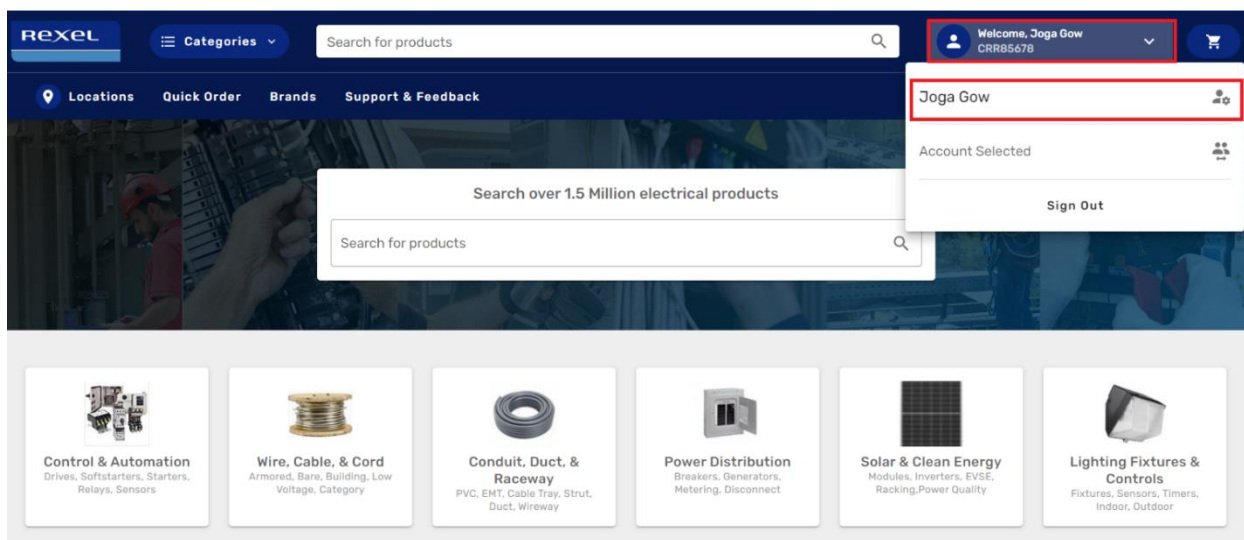 Rexel
Categories
Search for products
Welcome, Joga Gow
CRR85678
Locations
Quick Order
Brands
Support & Feedback
Joga Gow
Account Selected
Sign Out
Search over 1.5 Million electrical products
Search for products
Control & Automation
Drives, Softstarters, Starters,
Relays, Sensors
Wire, Cable, & Cord
Armored, Bare, Building, Low
Voltage, Category
Conduit, Duct, &
Raceway
PVC, EMT, Cable Tray, Strut,
Duct, Wireway
Power Distribution
Breakers, Generators,
Metering, Disconnect
Solar & Clean Energy
Modules, Inverters, EVSE,
Racking,Power Quality
Lighting Fixtures &
Controls
Fixtures, Sensors, Timers,
Indoor, Outdoor